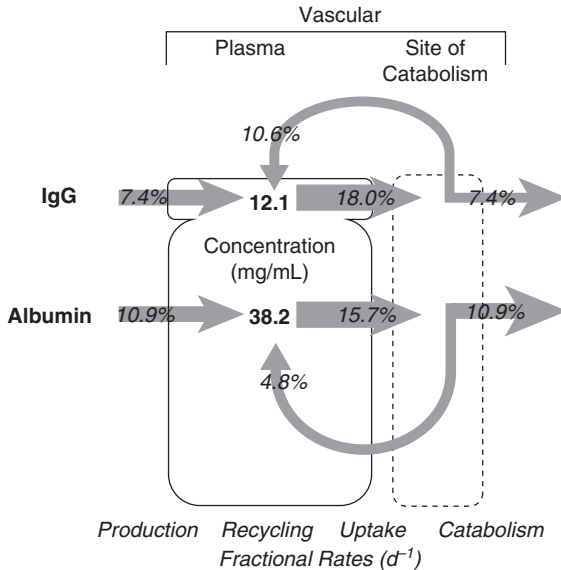 Vascular
Plasma
Site of
Catabolism
10.6%
IgG
7.4%
12.1
18.0%
7.4%
Concentration
(mg/mL)
Albumin
10.9%
38.2
15.7%
10.9%
4.8%
Production Recycling Uptake Catabolism
Fractional Rates (d⁻¹)